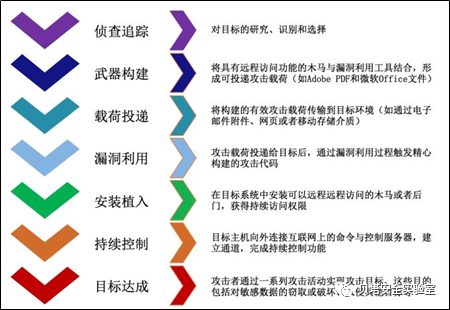 侦查追踪
对目标的研究、识别和选择
武器构建
将具有远程访问功能的木马与漏洞利用工具结合，形
成可投递攻击载荷（如Adobe PDF和微软Office文件）
载荷投递
将构建的有效攻击载荷传输到目标环境（如通过电子
邮件附件、网页或者移动存储介质）
漏洞利用
攻击载荷投递给目标后，通过漏洞利用过程触发精心
构建的攻击代码
安装植入
在目标系统中安装可以远程远程访问的木马或者后
门，获得持续访问权限
持续控制
目标主机向外连接互联网上的命令与控制服务器，建
立通道，完成持续控制功能
目标达成
攻击者通过一系列攻击活动实现攻击目标，这些目的
包括对敏感数据的窃取或破坏
安全实验室